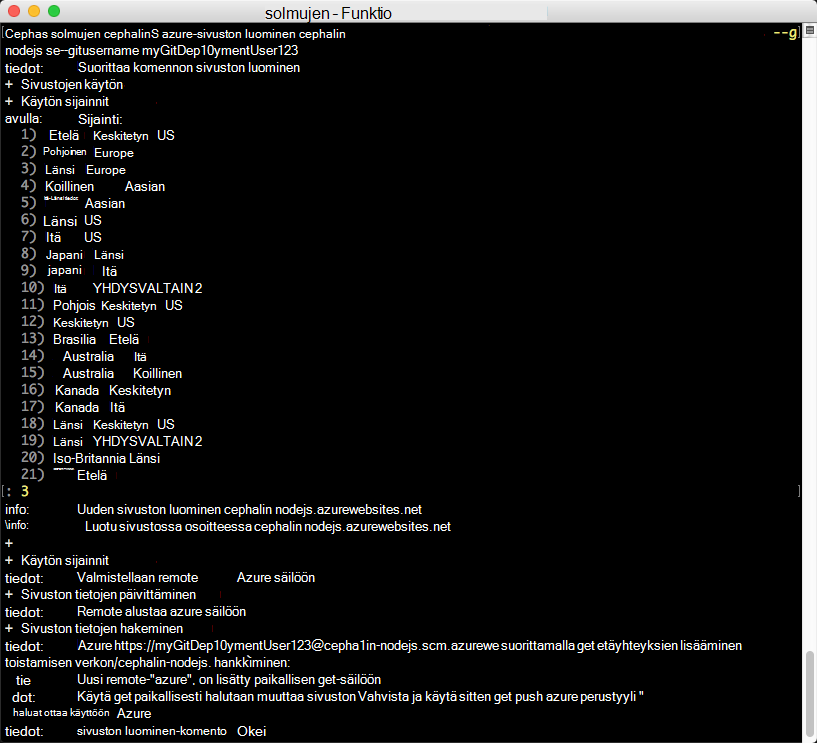 solmujen - Funktio
[Cephas solmujen cephalinS azure-sivuston luominen cephalin --g]
nodejs se--gitusername myGitDep10ymentUser123
tiedot: Suorittaa komennon sivuston luominen
+ Sivustojen käytön
+ Käytön sijainnit
avulla: Sijainti:
1) Etelä Keskitetyn US
2) Pohjoinen Europe
3) Länsi Europe
4) Koillinen Aasian
5) Aasian
6) Länsi US
7) Itä US
8) Japani Länsi
9) japani Itä
10) Itä YHDYSVALTAIN 2
11) Pohjois Keskitetyn US
12) Keskitetyn US
13) Brasilia Etelä
14) Australia Itä
15) Australia Koillinen
16) Kanada Keskitetyn
17) Kanada Itä
18) Länsi Keskitetyn US
19) Länsi YHDYSVALTAIN 2
20) Iso-Britannia Länsi
21) Etelä
[: 3 ]
info: Uuden sivuston luominen cephalin nodejs.azurewebsites.net
\info: Luotu sivustossa osoitteessa cephalin nodejs.azurewebsites.net
+
+ Käytön sijainnit
tiedot: Valmistellaan remote Azure säilöön
+ Sivuston tietojen päivittäminen
tiedot: Remote alustaa azure säilöön
+ Sivuston tietojen hakeminen
tiedot: Azure https://myGitDep10ymentUser123@cepha1in-nodejs.scm.azurewe suorittamalla get etäyhteyksien lisääminen
toistamisen verkon/cephalin-nodejs. hankkìminen:
tie Uusi remote-"azure", on lisätty paikallisen get-säilöön
dot: Käytä get paikallisesti halutaan muuttaa sivuston Vahvista ja käytä sitten get push azure perustyyli "
haluat ottaa käyttöön Azure
tiedot: sivuston luominen-komento Okei